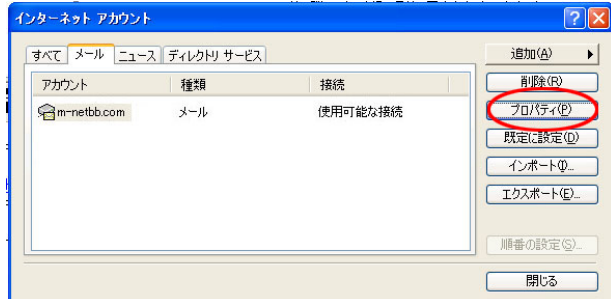 インターネット アカウント
すべて メール ニュース ディレクトリ サービス
追加(A)
アカウント 種類 接続
削除(R)
m-netbb.com メール 使用可能な接続
プロパティ(P)
既定に設定(D)
インポート(I)...
エクスポート(E)...
順番の設定(S)...
閉じる